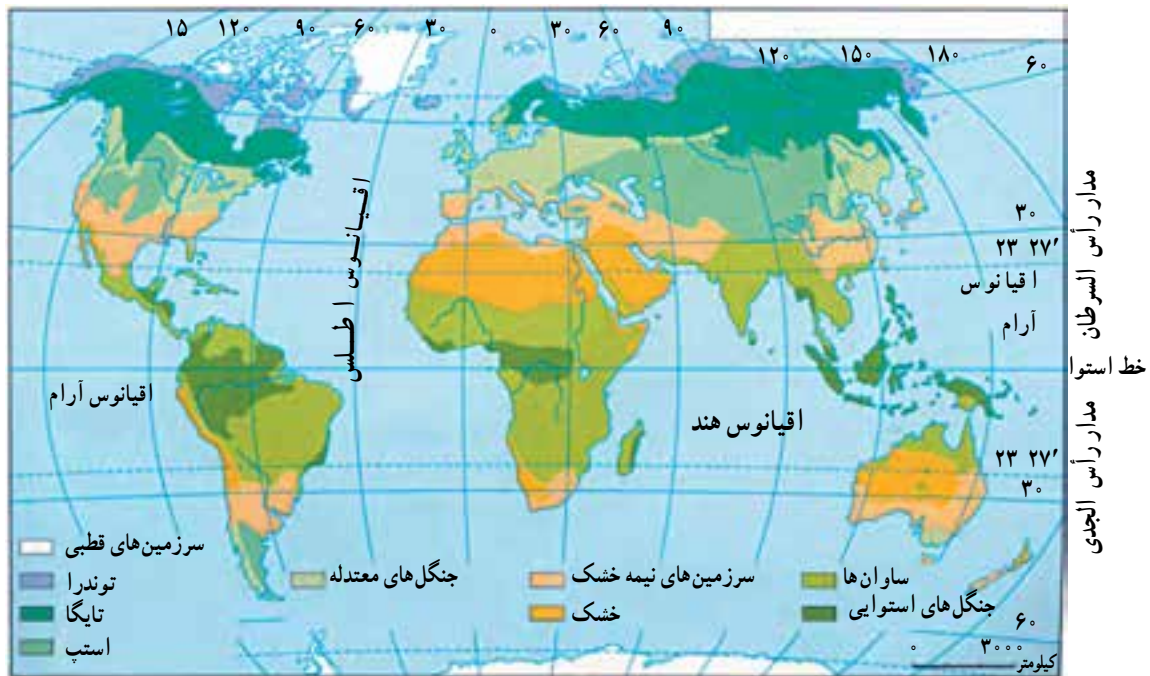 ۱۵ ۱۲۰ ۹۰ ۶۰ ۳۰ ۰ ۳۰ ۶۰ ۹۰
۱۲۰ ۱۵۰ ۱۸۰
۶۰
۳۰
مدار رأس السرطان
۲۳ ۲۷′
اقیانوس اطلس
اقیانوس
آرام
خط استوا
اقیانوس آرام
اقیانوس هند
مدار رأس الجدی
۲۳ ۲۷′
۳۰
سرزمین‌های قطبی
توندرا
تایگا
استپ
جنگل‌های معتدله
سرزمین‌های نیمه خشک
خشک
ساوان‌ها
جنگل‌های استوایی
۶۰
۰ ۳۰۰۰
کیلومتر